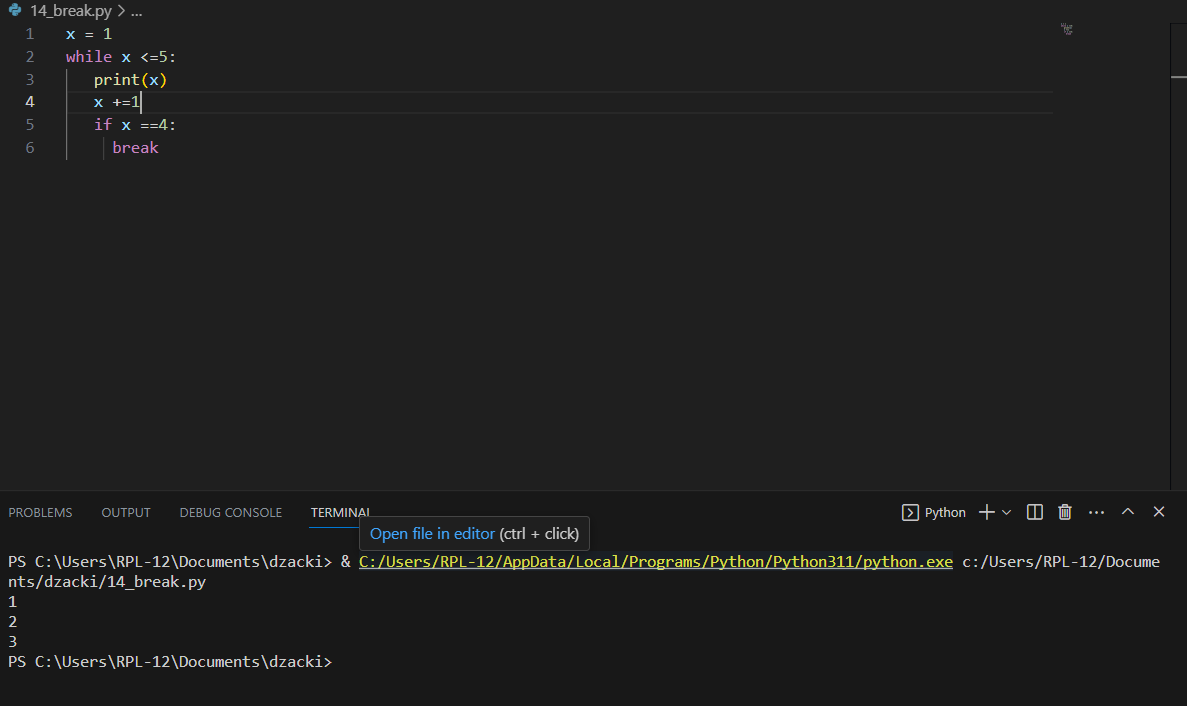 14_break.py > ...
1 x = 1
2 while x <=5:
3 print(x)
4 x +=1
5 if x ==4:
6 break
PROBLEMS OUTPUT DEBUG CONSOLE TERMINAL Python
Open file in editor (ctrl + click)
PS C:\Users\RPL-12\Documents\dzacki> & C:/Users/RPL-12/AppData/Local/Programs/Python/Python311/python.exe c:/Users/RPL-12/Docume
nts/dzacki/14_break.py
1
2
3
PS C:\Users\RPL-12\Documents\dzacki>